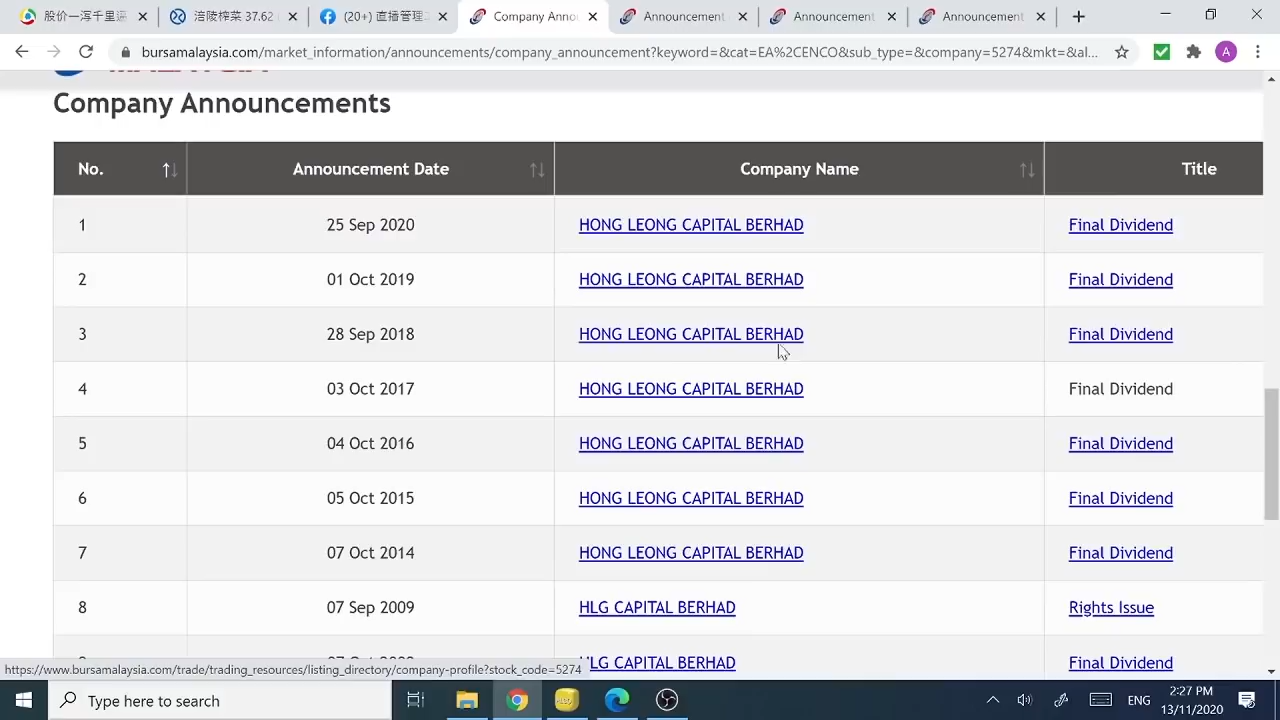 股价一泻千里逼
涪陵榨菜 37.62
(20+) 直播管理工
Company Anno
Announcement
Announcement
Announcement
bursamalaysia.com/market_information/announcements/company_announcement?keyword=&cat=EA%2CENCO&sub_type=&company=5274&mkt=&al...
A
Company Announcements
No. Announcement Date Company Name Title
1 25 Sep 2020 HONG LEONG CAPITAL BERHAD Final Dividend
2 01 Oct 2019 HONG LEONG CAPITAL BERHAD Final Dividend
3 28 Sep 2018 HONG LEONG CAPITAL BERHAD Final Dividend
4 03 Oct 2017 HONG LEONG CAPITAL BERHAD Final Dividend
5 04 Oct 2016 HONG LEONG CAPITAL BERHAD Final Dividend
6 05 Oct 2015 HONG LEONG CAPITAL BERHAD Final Dividend
7 07 Oct 2014 HONG LEONG CAPITAL BERHAD Final Dividend
8 07 Sep 2009 HLG CAPITAL BERHAD Rights Issue
HLG CAPITAL BERHAD Final Dividend
https://www.bursamalaysia.com/trade/trading_resources/listing_directory/company-profile?stock_code=5274
Type here to search
ENG
2:27 PM
13/11/2020